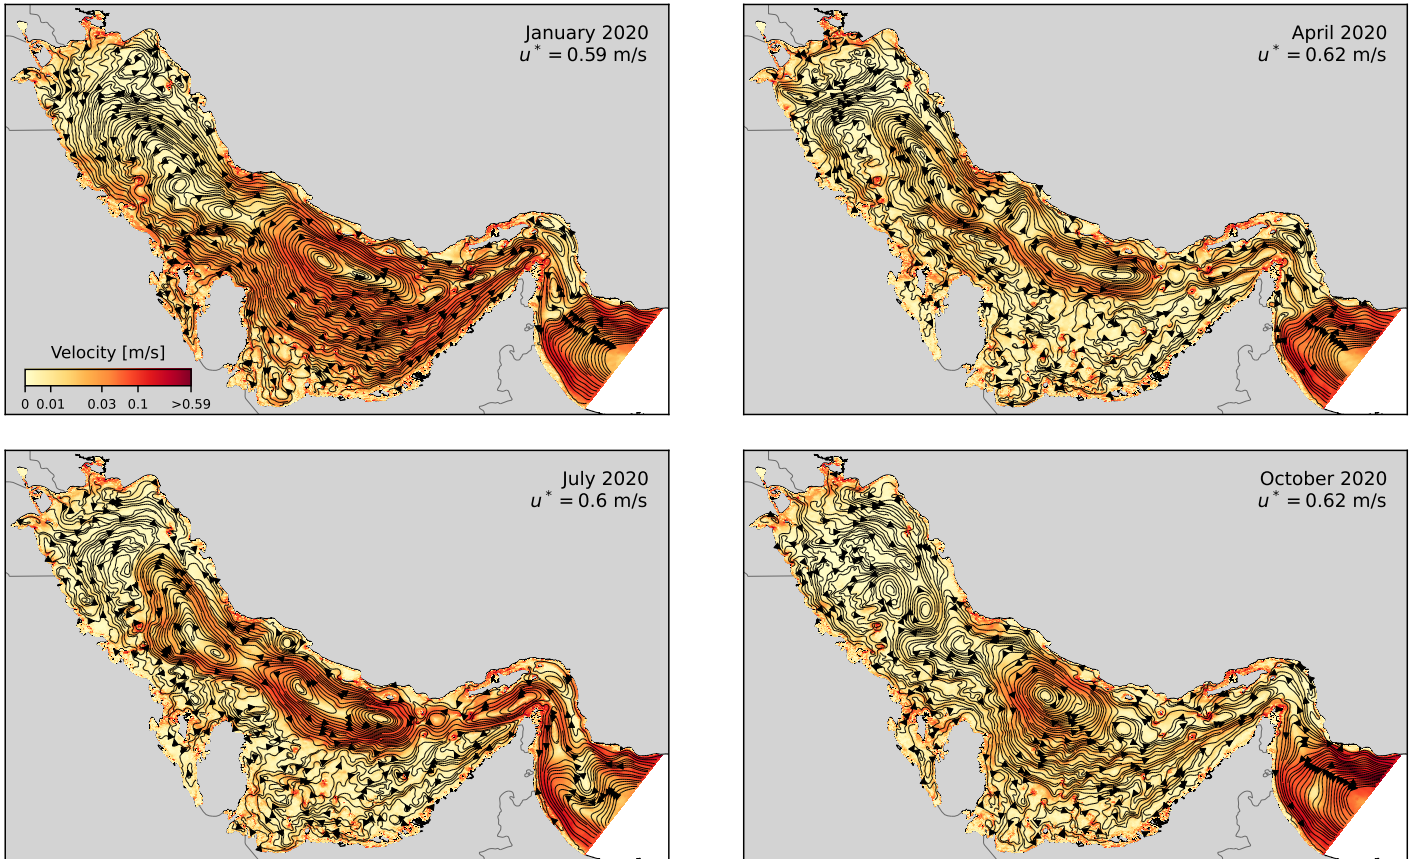 January 2020
u* = 0.59 m/s
Velocity [m/s]
0 0.01 0.03 0.1 >0.59
April 2020
u* = 0.62 m/s
July 2020
u* = 0.6 m/s
October 2020
u* = 0.62 m/s